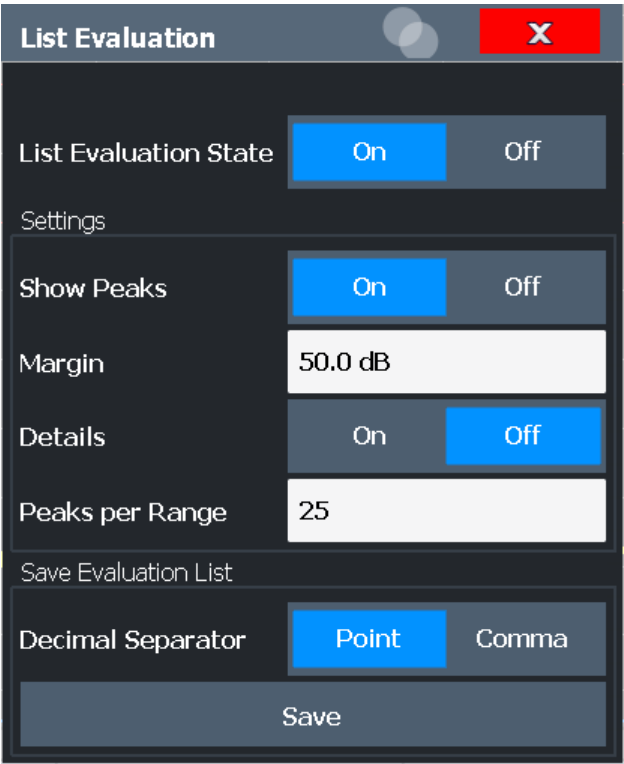 List Evaluation X
List Evaluation State On Off
Settings
Show Peaks On Off
Margin 50.0 dB
Details On Off
Peaks per Range 25
Save Evaluation List
Decimal Separator Point Comma
Save